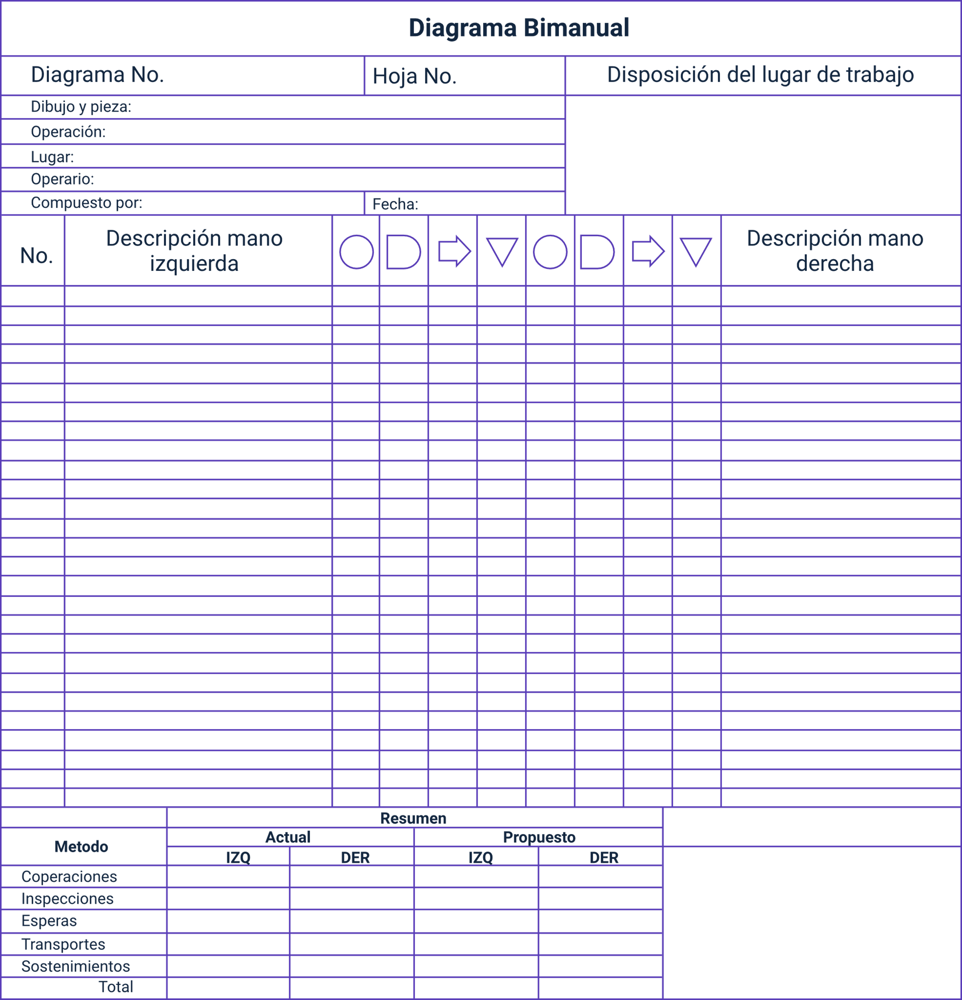 Diagrama Bimanual
Diagrama No.
Hoja No.
Disposición del lugar de trabajo
Dibujo y pieza:
Operación:
Lugar:
Operario:
Compuesto por:
Fecha:
No.
Descripción mano
izquierda
Descripción mano
derecha
Resumen
Metodo
Actual
Propuesto
IZQ
DER
IZQ
DER
Coperaciones
Inspecciones
Esperas
Transportes
Sostenimientos
Total